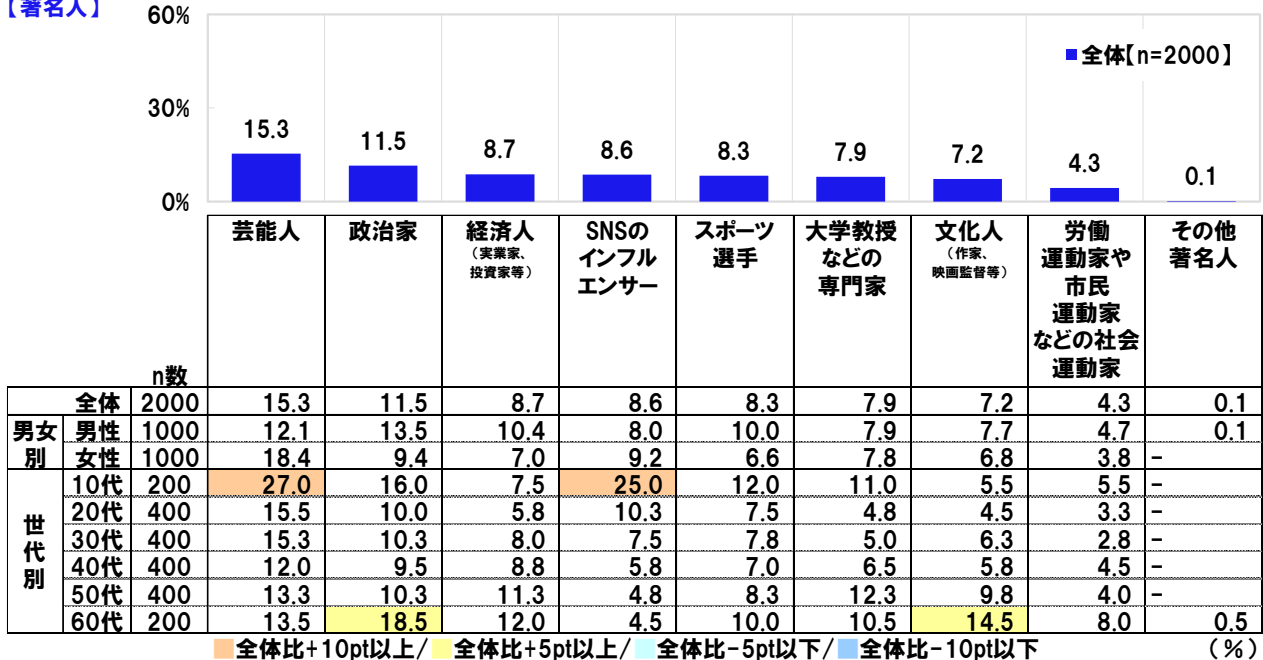 【著名人】
60%
30%
0%
■全体【n=2000】
15.3 11.5 8.7 8.6 8.3 7.9 7.2 4.3 0.1
芸能人
政治家
経済人
（実業家、
投資家等）
SNSの
インフル
エンサー
スポーツ
選手
大学教授
などの
専門家
文化人
（作家、
映画監督等）
労働
運動家や
市民
運動家
などの社会
運動家
その他
著名人
n数
全体 2000 15.3 11.5 8.7 8.6 8.3 7.9 7.2 4.3 0.1
男女別
男性 1000 12.1 13.5 10.4 8.0 10.0 7.9 7.7 4.7 0.1
女性 1000 18.4 9.4 7.0 9.2 6.6 7.8 6.8 3.8 -
世代別
10代 200 27.0 16.0 7.5 25.0 12.0 11.0 5.5 5.5 -
20代 400 15.5 10.0 5.8 10.3 7.5 4.8 4.5 3.3 -
30代 400 15.3 10.3 8.0 7.5 7.8 5.0 6.3 2.8 -
40代 400 12.0 9.5 8.8 5.8 7.0 6.5 5.8 4.5 -
50代 400 13.3 10.3 11.3 4.8 8.3 12.3 9.8 4.0 -
60代 200 13.5 18.5 12.0 4.5 10.0 10.5 14.5 8.0 0.5
■全体比+10pt以上/■全体比+5pt以上/■全体比-5pt以下/■全体比-10pt以下 （％）